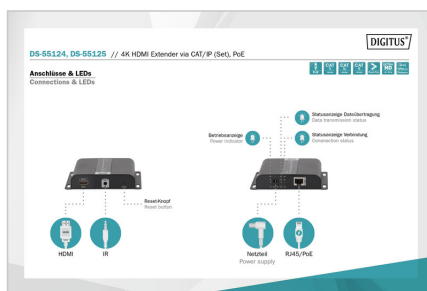 DIGITUS®
DS-55124, DS-55125 // 4K HDMI Extender via CAT/IP (Set), PoE
Anschlüsse & LEDs
Connections & LEDs
Statusanzeige Datenübertragung
Data transmission status
Betriebsanzeige
Power indicator
Statusanzeige Verbindung
Connection status
Reset-Knopf
Reset button
HDMI
IR
Netzteil
Power supply
RJ45/PoE